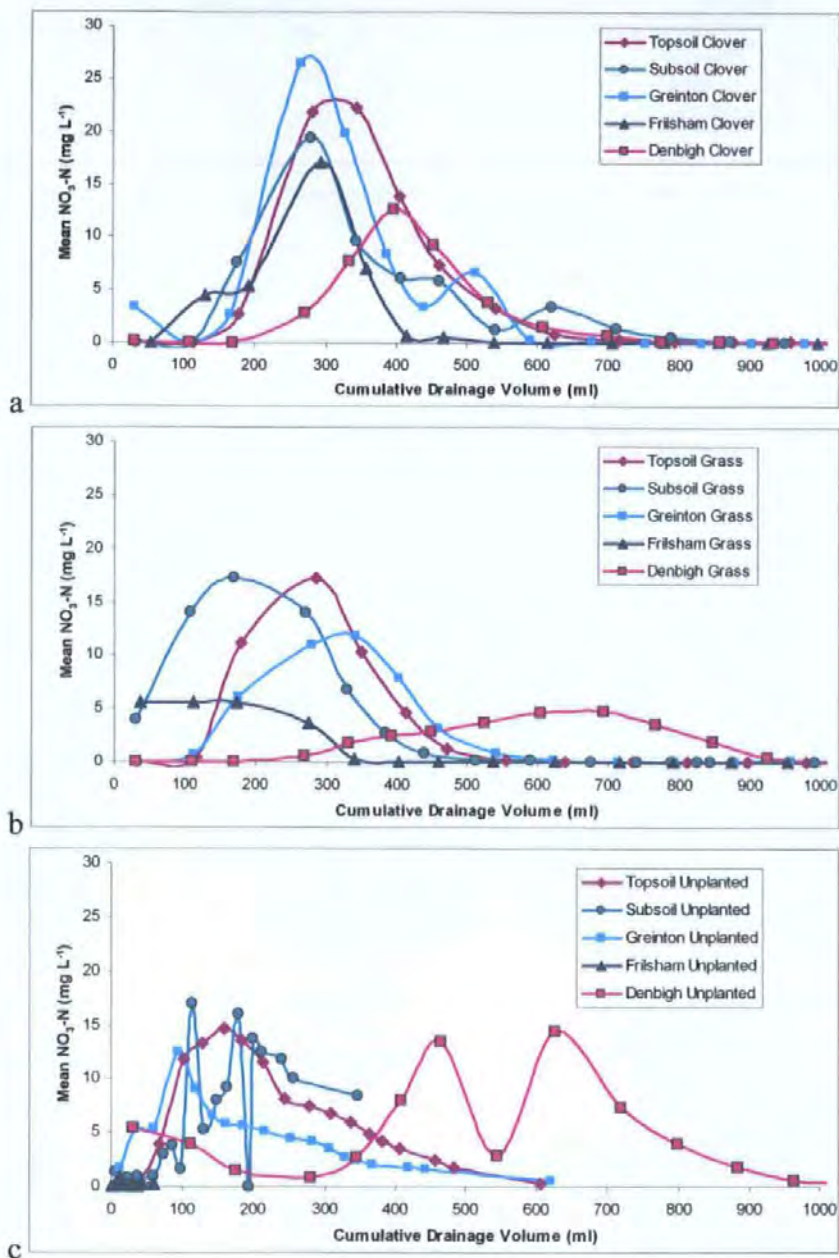 30
25
20
15
10
5
0
Mean NO₃-N (mg L⁻¹)
Topsoil Clover
Subsoil Clover
Greinton Clover
Frilsham Clover
Denbigh Clover
0 100 200 300 400 500 600 700 800 900 1000
Cumulative Drainage Volume (ml)
a
30
25
20
15
10
5
0
Mean NO₃-N (mg L⁻¹)
Topsoil Grass
Subsoil Grass
Greinton Grass
Frilsham Grass
Denbigh Grass
0 100 200 300 400 500 600 700 800 900 1000
Cumulative Drainage Volume (ml)
b
30
25
20
15
10
5
0
Mean NO₃-N (mg L⁻¹)
Topsoil Unplanted
Subsoil Unplanted
Greinton Unplanted
Frilsham Unplanted
Denbigh Unplanted
0 100 200 300 400 500 600 700 800 900 1000
Cumulative Drainage Volume (ml)
c